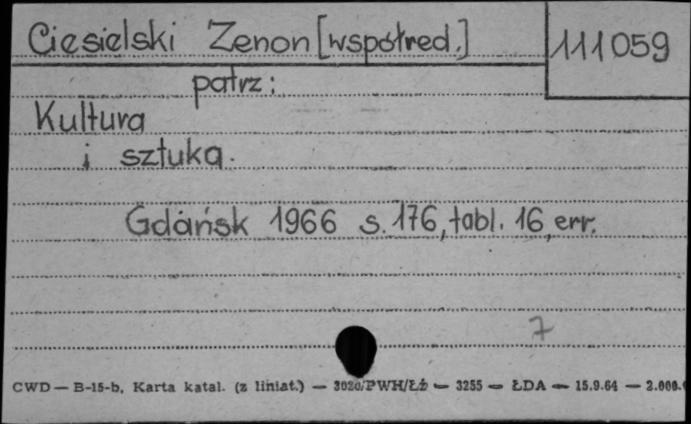 Ciesielski Zenon [współred.] 111059
patrz:
Kultura
i sztuka.
Gdańsk 1966 s. 176, tabl. 16, err.
7
CWD — B-15-b, Karta katal. (z liniat.) — 3020/PWH/Łź — 3255 — ŁDA — 15.9.64 — 2.000.